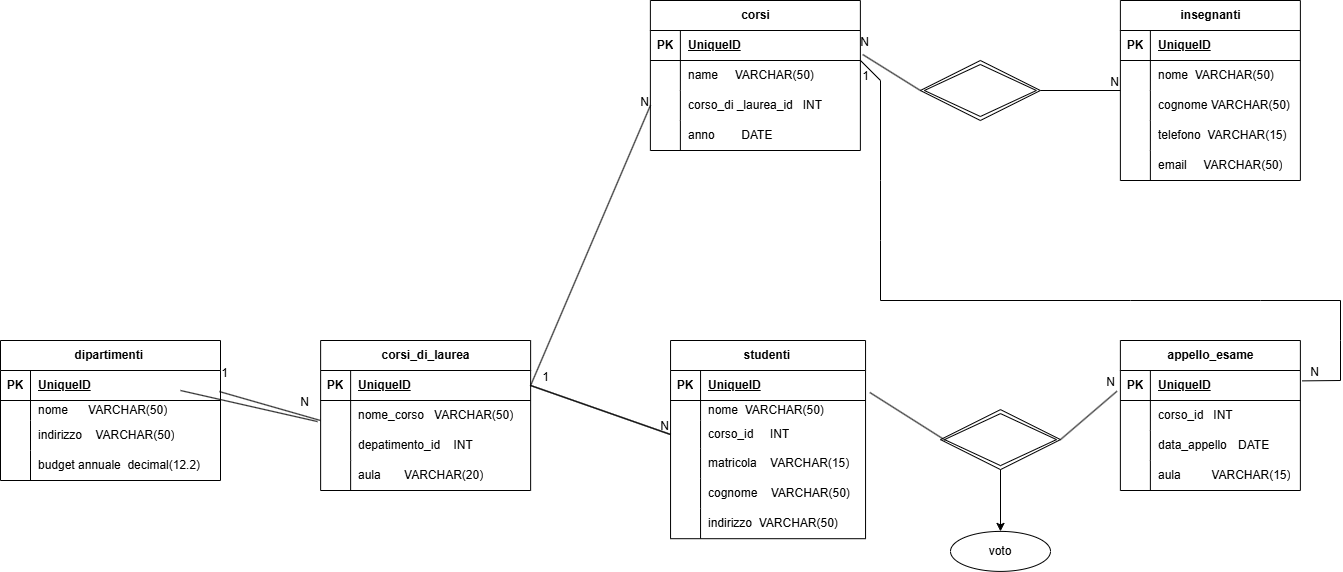 corsi
PK UniqueID
name VARCHAR(50)
corso_di _laurea_id INT
anno DATE
N
1
N
N
insegnanti
PK UniqueID
nome VARCHAR(50)
cognome VARCHAR(50)
telefono VARCHAR(15)
email VARCHAR(50)
dipartimenti
PK UniqueID
nome VARCHAR(50)
indirizzo VARCHAR(50)
budget annuale decimal(12.2)
1
N
corsi_di_laurea
PK UniqueID
nome_corso VARCHAR(50)
depatimento_id INT
aula VARCHAR(20)
1
N
studenti
PK UniqueID
nome VARCHAR(50)
corso_id INT
matricola VARCHAR(15)
cognome VARCHAR(50)
indirizzo VARCHAR(50)
voto
N
appello_esame
PK UniqueID
corso_id INT
data_appello DATE
aula VARCHAR(15)
N